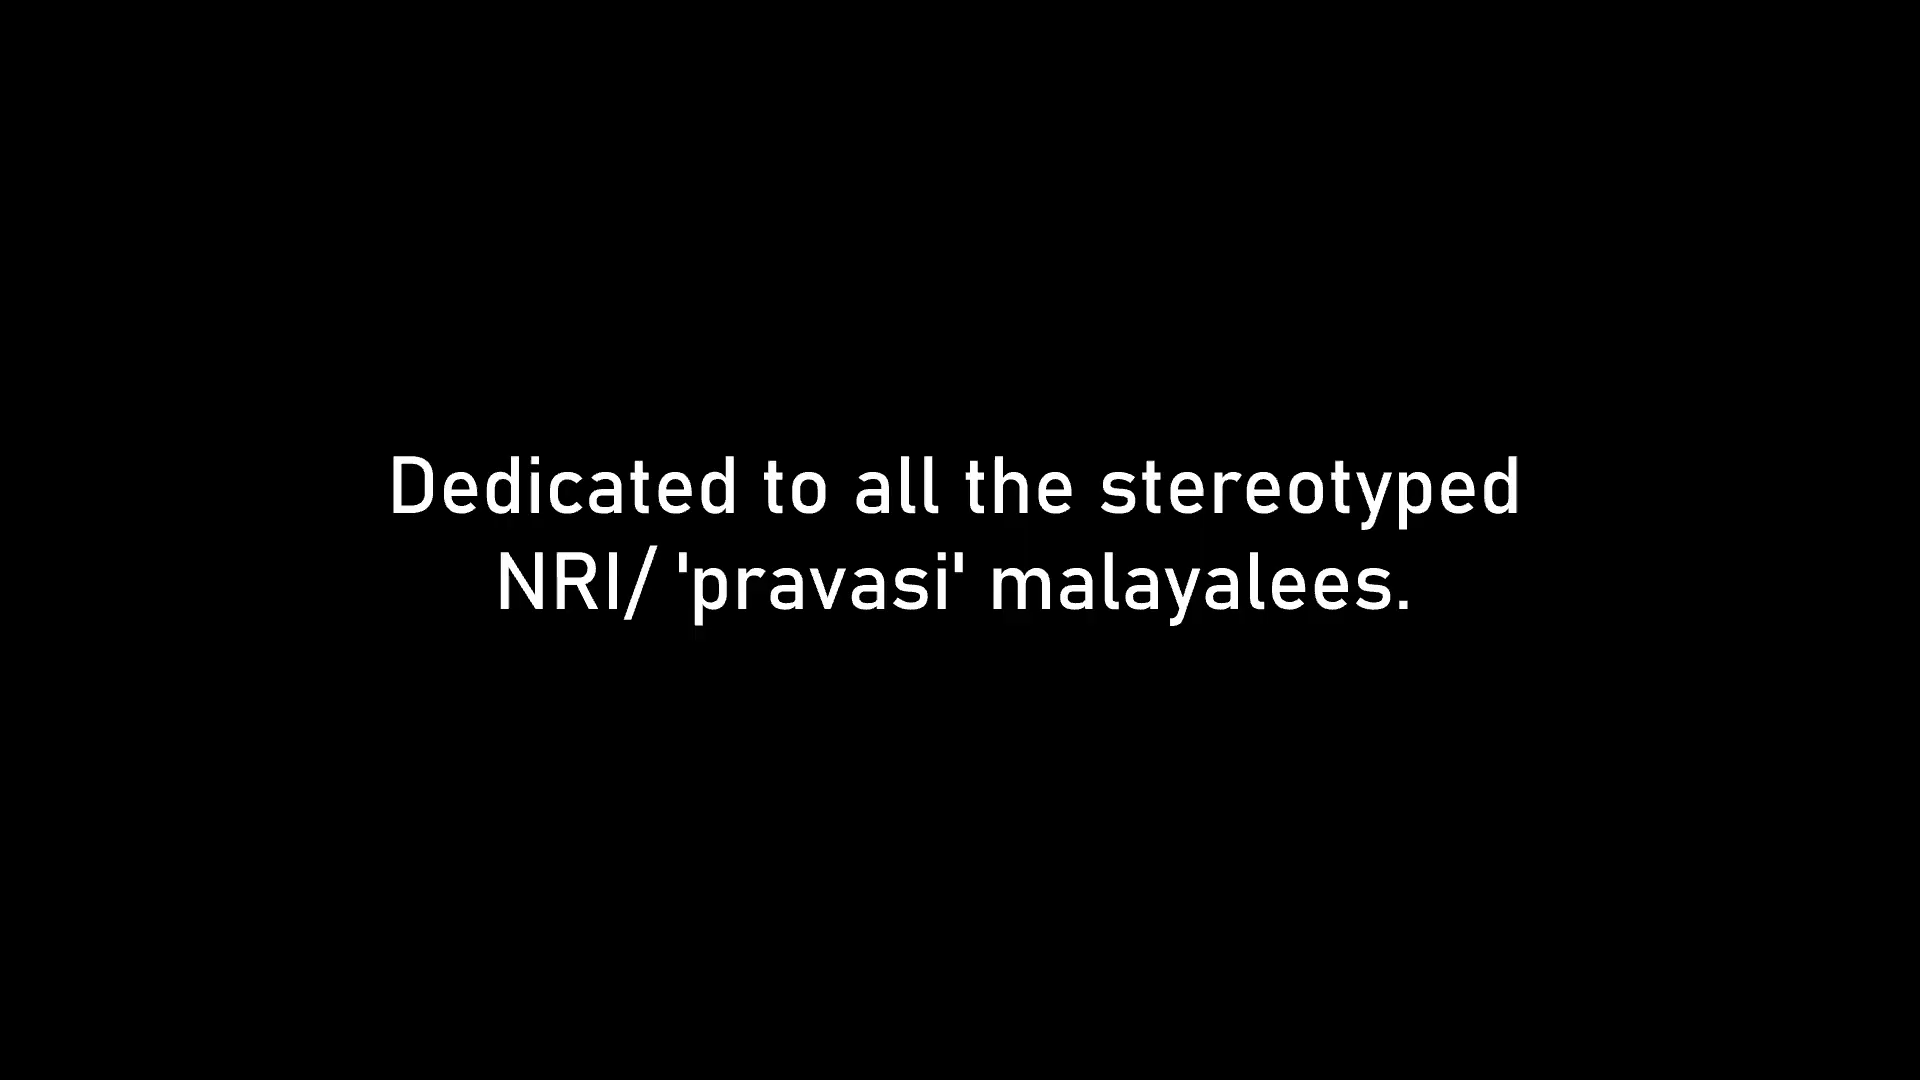 Dedicated to all the stereotyped
NRI/ 'pravasi' malayalees.